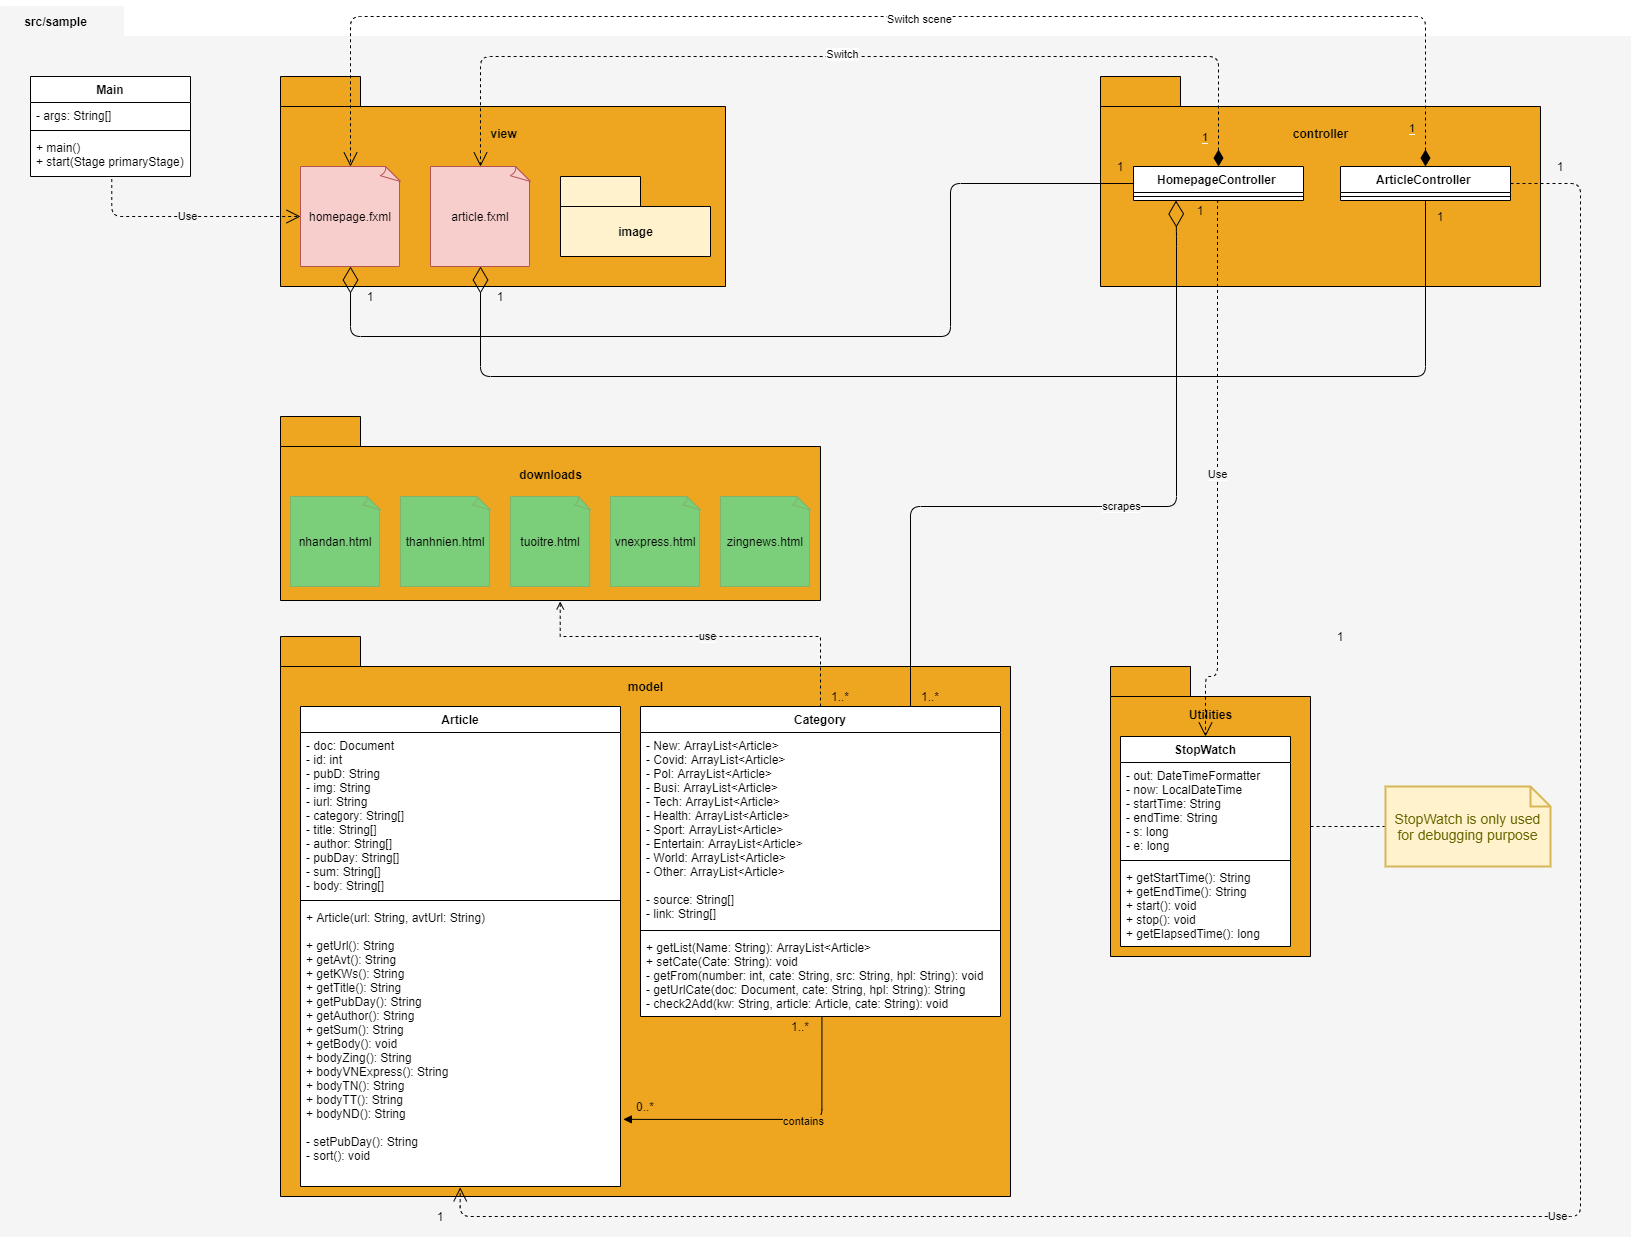 src/sample
Switch scene
Switch
Main
- args: String[]
+ main()
+ start(Stage primaryStage)
Use
view
homepage.fxml
article.fxml
image
1
1
controller
1
1
1
1
HomepageController
ArticleController
1
1
Use
scrapes
downloads
nhandan.html
thanhnien.html
tuoitre.html
vnexpress.html
zingnews.html
use
1
model
1..*
1..*
Article
- doc: Document
- id: int
- pubD: String
- img: String
- iurl: String
- category: String[]
- title: String[]
- author: String[]
- pubDay: String[]
- sum: String[]
- body: String[]
+ Article(url: String, avtUrl: String)
+ getUrl(): String
+ getAvt(): String
+ getKWs(): String
+ getTitle(): String
+ getPubDay(): String
+ getAuthor(): String
+ getSum(): String
+ getBody(): void
+ bodyZing(): String
+ bodyVNExpress(): String
+ bodyTN(): String
+ bodyTT(): String
+ bodyND(): String
- setPubDay(): String
- sort(): void
Category
- New: ArrayList<Article>
- Covid: ArrayList<Article>
- Pol: ArrayList<Article>
- Busi: ArrayList<Article>
- Tech: ArrayList<Article>
- Health: ArrayList<Article>
- Sport: ArrayList<Article>
- Entertain: ArrayList<Article>
- World: ArrayList<Article>
- Other: ArrayList<Article>
- source: String[]
- link: String[]
+ getList(Name: String): ArrayList<Article>
+ setCate(Cate: String): void
- getFrom(number: int, cate: String, src: String, hpl: String): void
- getUrlCate(doc: Document, cate: String, hpl: String): String
- check2Add(kw: String, article: Article, cate: String): void
1..*
0..*
contains
Utilities
StopWatch
- out: DateTimeFormatter
- now: LocalDateTime
- startTime: String
- endTime: String
- s: long
- e: long
+ getStartTime(): String
+ getEndTime(): String
+ start(): void
+ stop(): void
+ getElapsedTime(): long
StopWatch is only used
for debugging purpose
1
Use